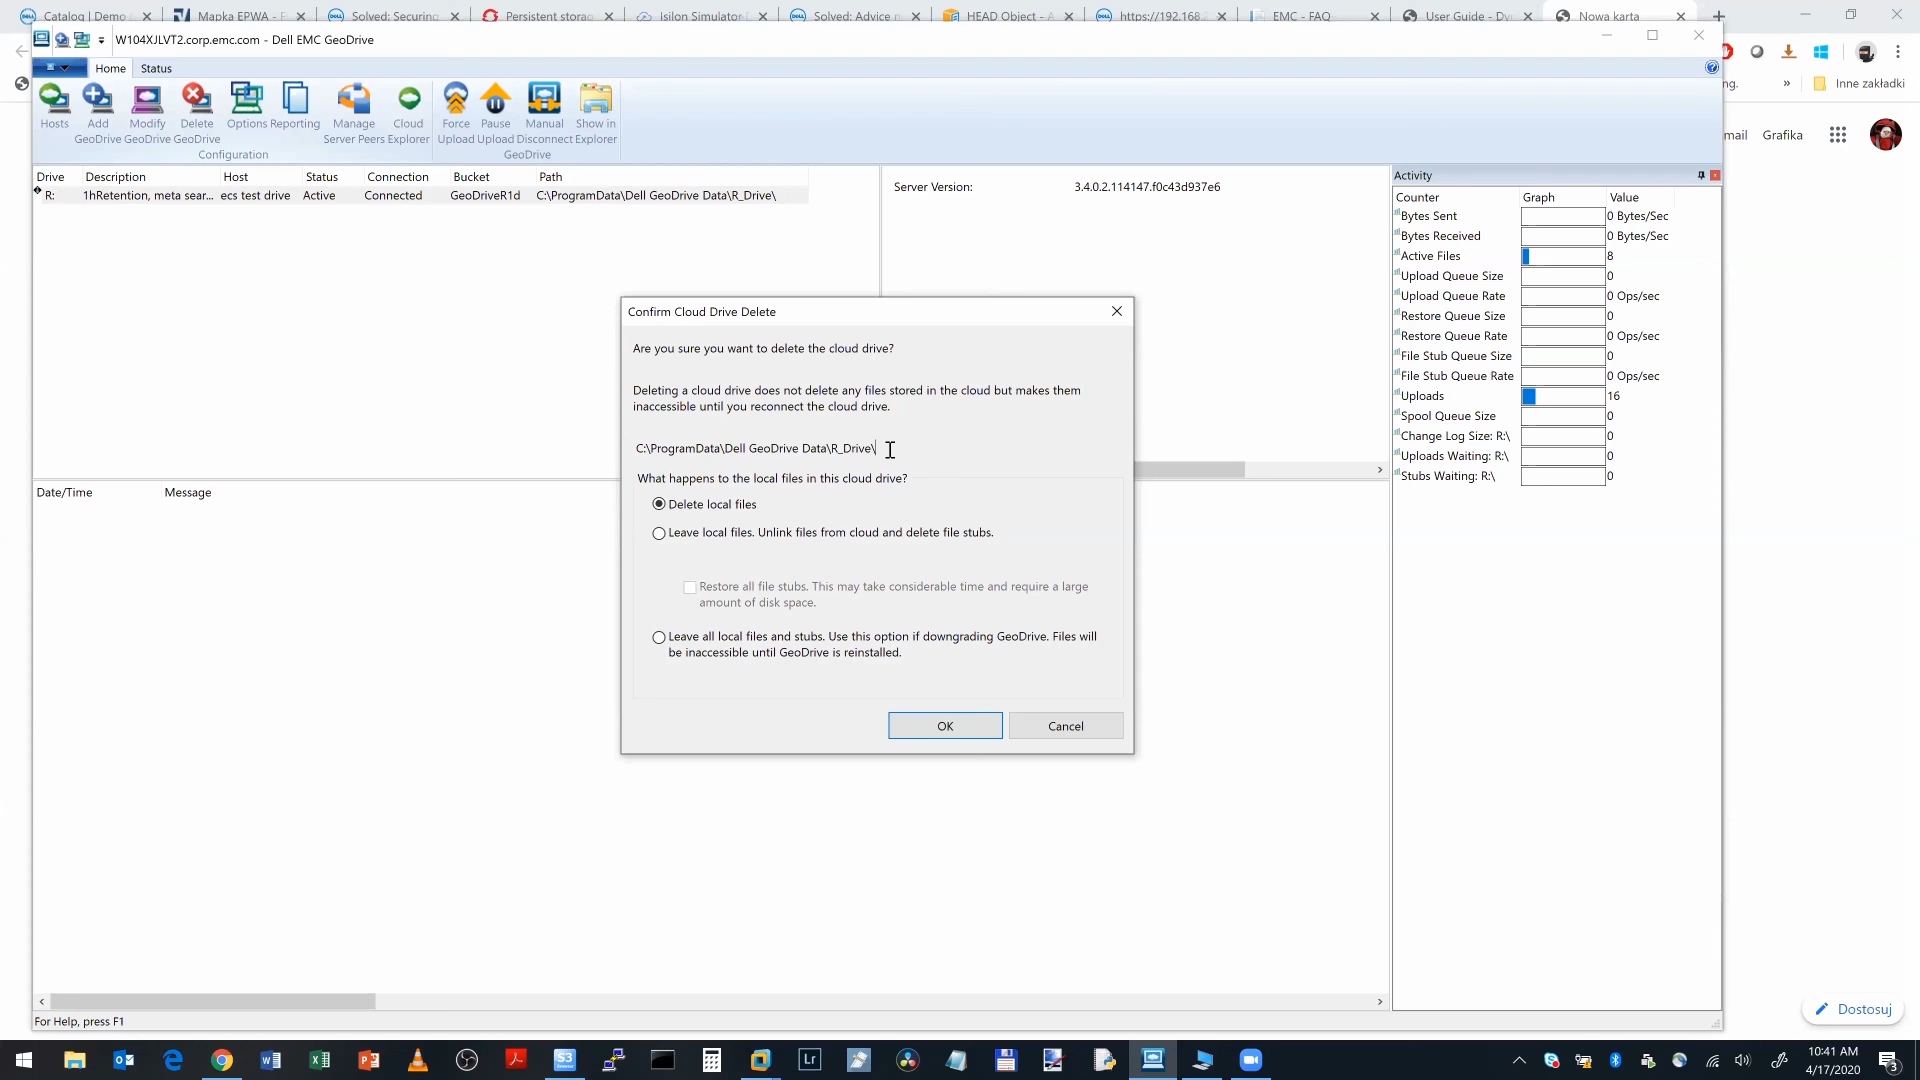 Catalog | Demo
Mapka EPWA - F
Solved: Securing
Persistent storag
Isilon Simulator
Solved: Advice
HEAD Object - A
https://192.168.
EMC - FAQ
User Guide - Dy
Nowa karta
W104XJLVT2.corp.emc.com - Dell EMC GeoDrive
Home
Status
ng.
»
Inne zakładki
Hosts
Add GeoDrive
Modify GeoDrive
Delete GeoDrive
Options
Reporting
Manage Server Peers
Cloud Explorer
Force Upload
Pause Upload
Manual Disconnect
Show in Explorer
Configuration
GeoDrive
mail
Grafika
Drive Description Host Status Connection Bucket Path
R: 1hRetention, meta sear... ecs test drive Active Connected GeoDriveR1d C:\ProgramData\Dell GeoDrive Data\R_Drive\
Server Version: 3.4.0.2.114147.f0c43d937e6
Activity
Counter Graph Value
Bytes Sent 0 Bytes/Sec
Bytes Received 0 Bytes/Sec
Active Files 8
Upload Queue Size 0
Upload Queue Rate 0 Ops/sec
Restore Queue Size 0
Restore Queue Rate 0 Ops/sec
File Stub Queue Size 0
File Stub Queue Rate 0 Ops/sec
Uploads 16
Spool Queue Size 0
Change Log Size: R:\ 0
Uploads Waiting: R:\ 0
Stubs Waiting: R:\ 0
Confirm Cloud Drive Delete
Are you sure you want to delete the cloud drive?
Deleting a cloud drive does not delete any files stored in the cloud but makes them
inaccessible until you reconnect the cloud drive.
C:\ProgramData\Dell GeoDrive Data\R_Drive\
What happens to the local files in this cloud drive?
Delete local files
Leave local files. Unlink files from cloud and delete file stubs.
Restore all file stubs. This may take considerable time and require a large
amount of disk space.
Leave all local files and stubs. Use this option if downgrading GeoDrive. Files will
be inaccessible until GeoDrive is reinstalled.
OK
Cancel
Date/Time Message
For Help, press F1
Dostosuj
S3
Lr
10:41 AM
4/17/2020
3